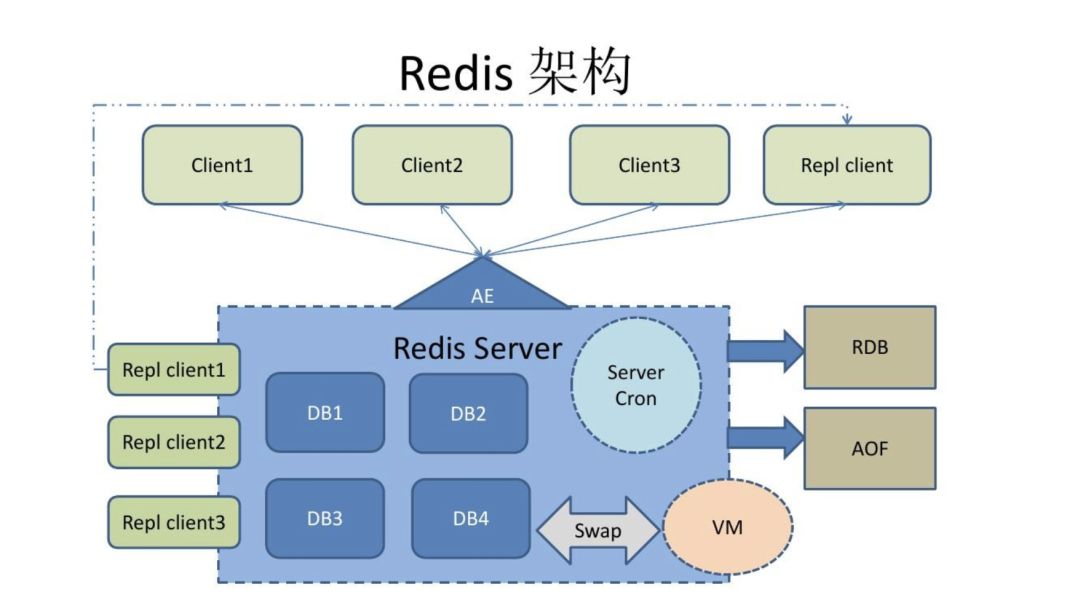 Redis 架构
Client1
Client2
Client3
Repl client
AE
Redis Server
Server
Cron
RDB
Repl client1
DB1
DB2
Repl client2
AOF
Repl client3
DB3
DB4
Swap
VM